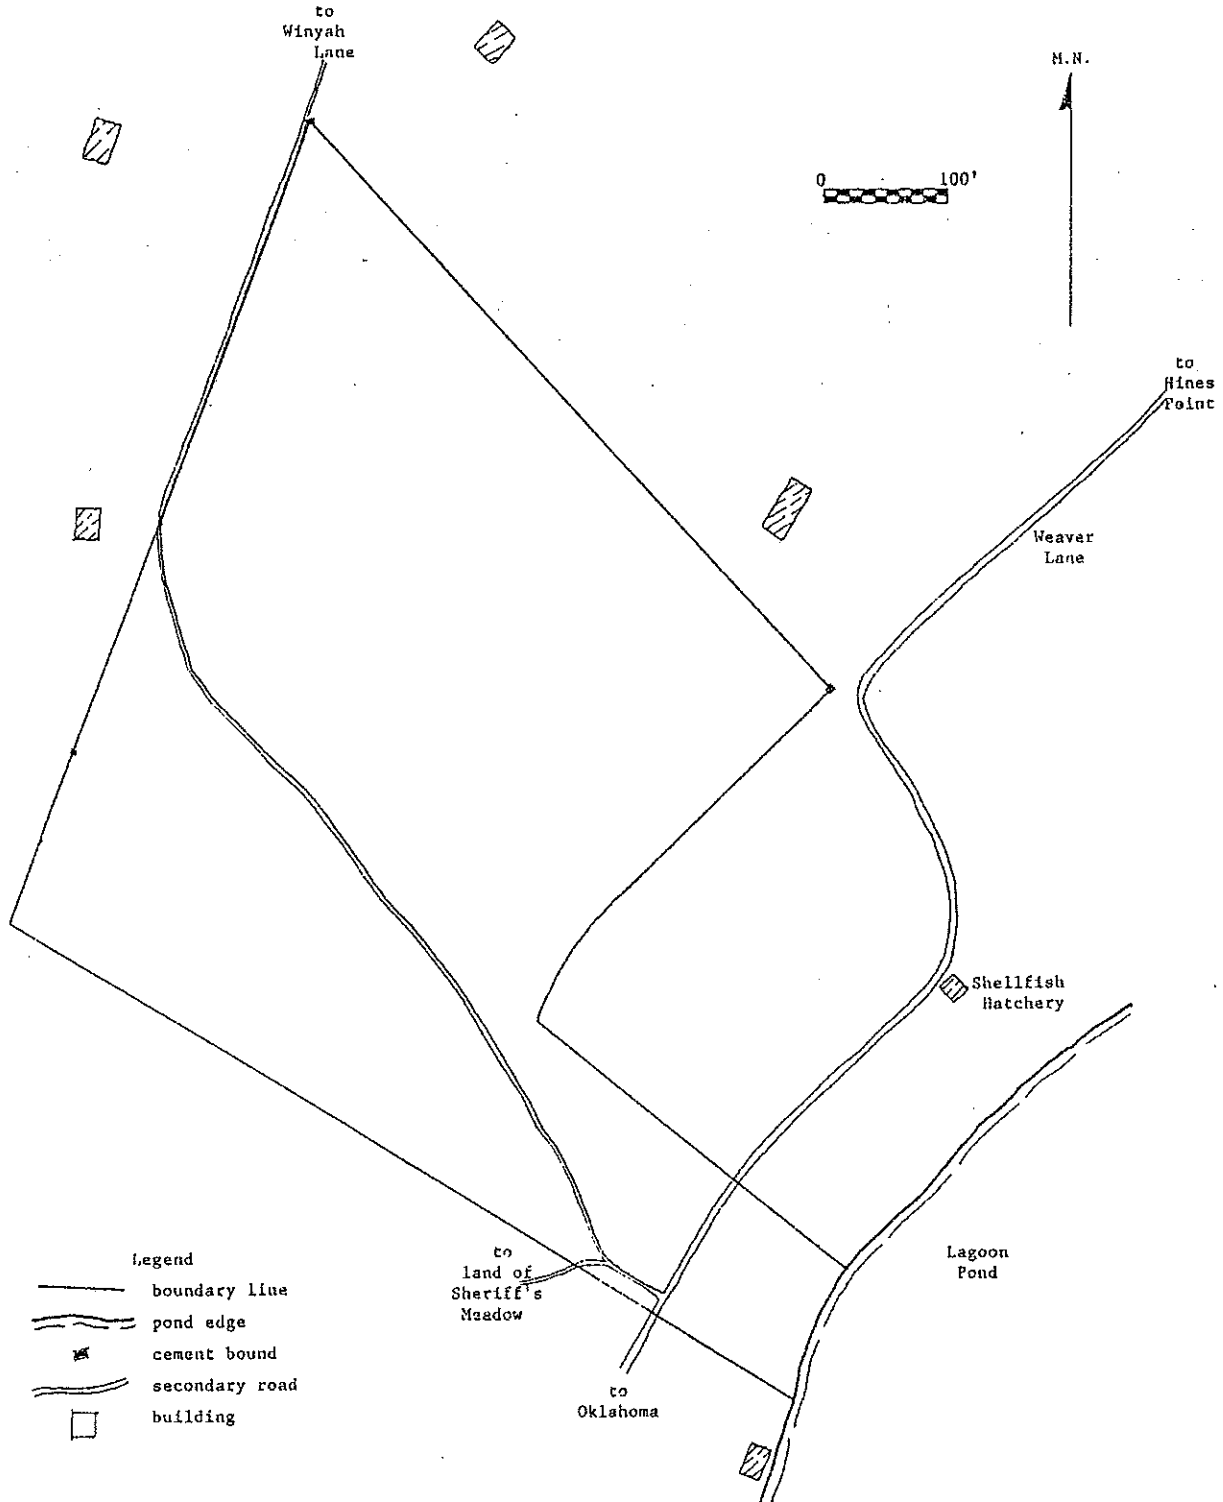 to
Winyah
Lane
M.N.
0 100'
to
Hines
Point
Weaver
Lane
Shellfish
Hatchery
Lagoon
Pond
to
land of
Sheriff's
Meadow
to
Oklahoma
Legend
boundary line
pond edge
cement bound
secondary road
building